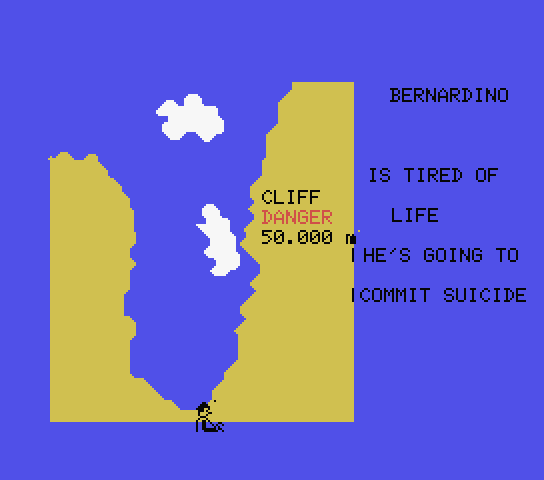 BERNARDINO
IS TIRED OF
LIFE
HE'S GOING TO
COMMIT SUICIDE
CLIFF
DANGER
50.000 m